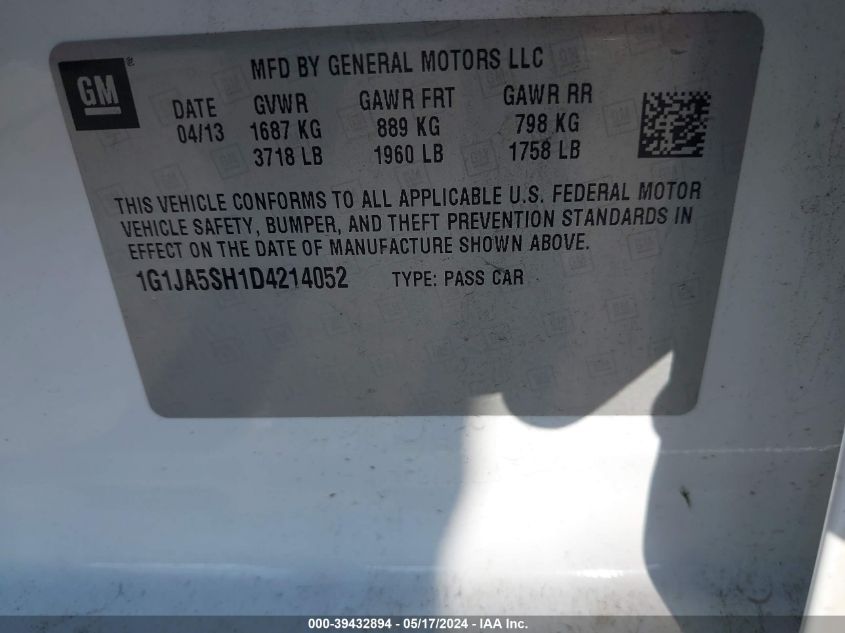 GM
MFD BY GENERAL MOTORS LLC
DATE GVWR GAWR FRT GAWR RR
04/13 1687 KG 889 KG 798 KG
3718 LB 1960 LB 1758 LB
THIS VEHICLE CONFORMS TO ALL APPLICABLE U.S. FEDERAL MOTOR
VEHICLE SAFETY, BUMPER, AND THEFT PREVENTION STANDARDS IN
EFFECT ON THE DATE OF MANUFACTURE SHOWN ABOVE.
1G1JA5SH1D4214052 TYPE: PASS CAR
000-39432894 - 05/17/2024 - IAA Inc.